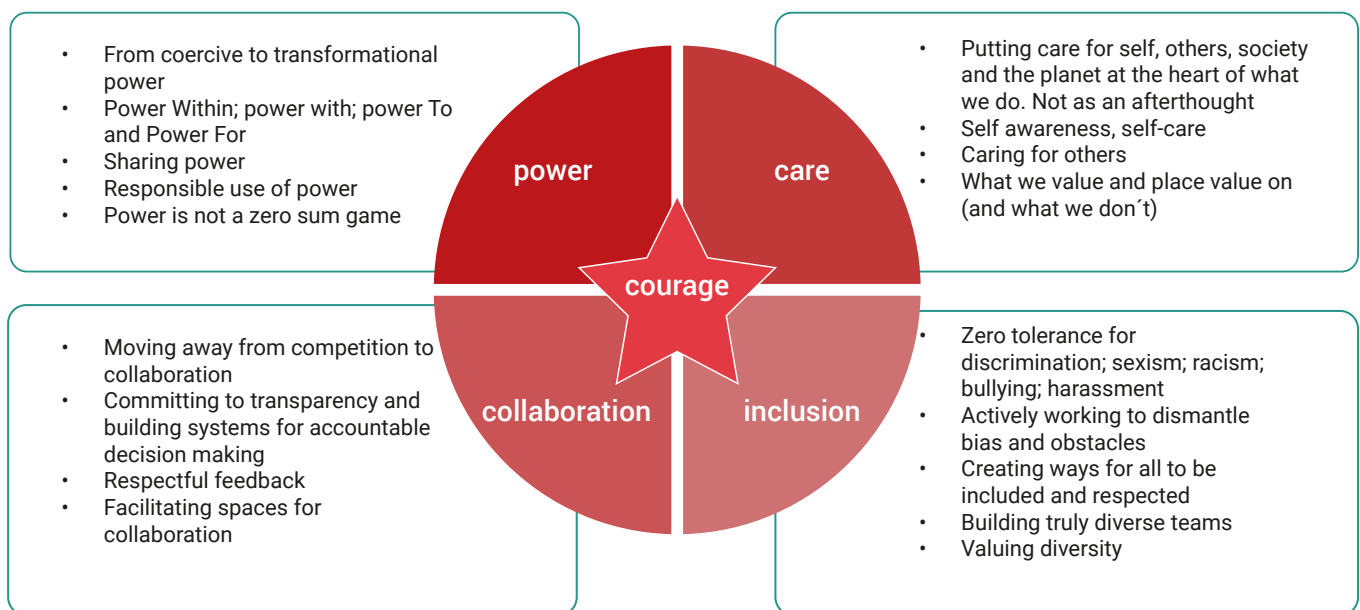 • From coercive to transformational
power
• Power Within; power with; power To
and Power For
• Sharing power
• Responsible use of power
• Power is not a zero sum game
power
care
• Putting care for self, others, society
and the planet at the heart of what
we do. Not as an afterthought
• Self awareness, self-care
• Caring for others
• What we value and place value on
(and what we don´t)
courage
• Moving away from competition to
collaboration
• Committing to transparency and
building systems for accountable
decision making
• Respectful feedback
• Facilitating spaces for
collaboration
collaboration
inclusion
• Zero tolerance for
discrimination; sexism; racism;
bullying; harassment
• Actively working to dismantle
bias and obstacles
• Creating ways for all to be
included and respected
• Building truly diverse teams
• Valuing diversity